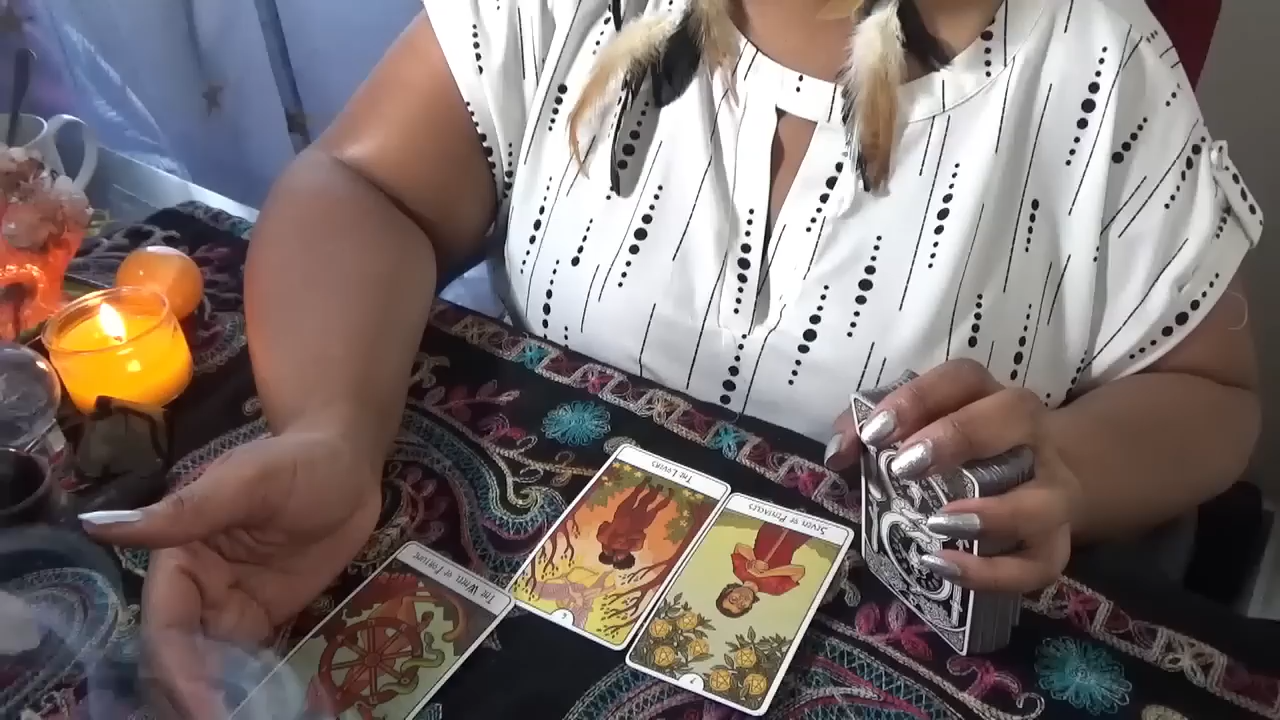 THE LOVERS
SEVEN OF PENTACLES
THE WHEEL OF FORTUNE